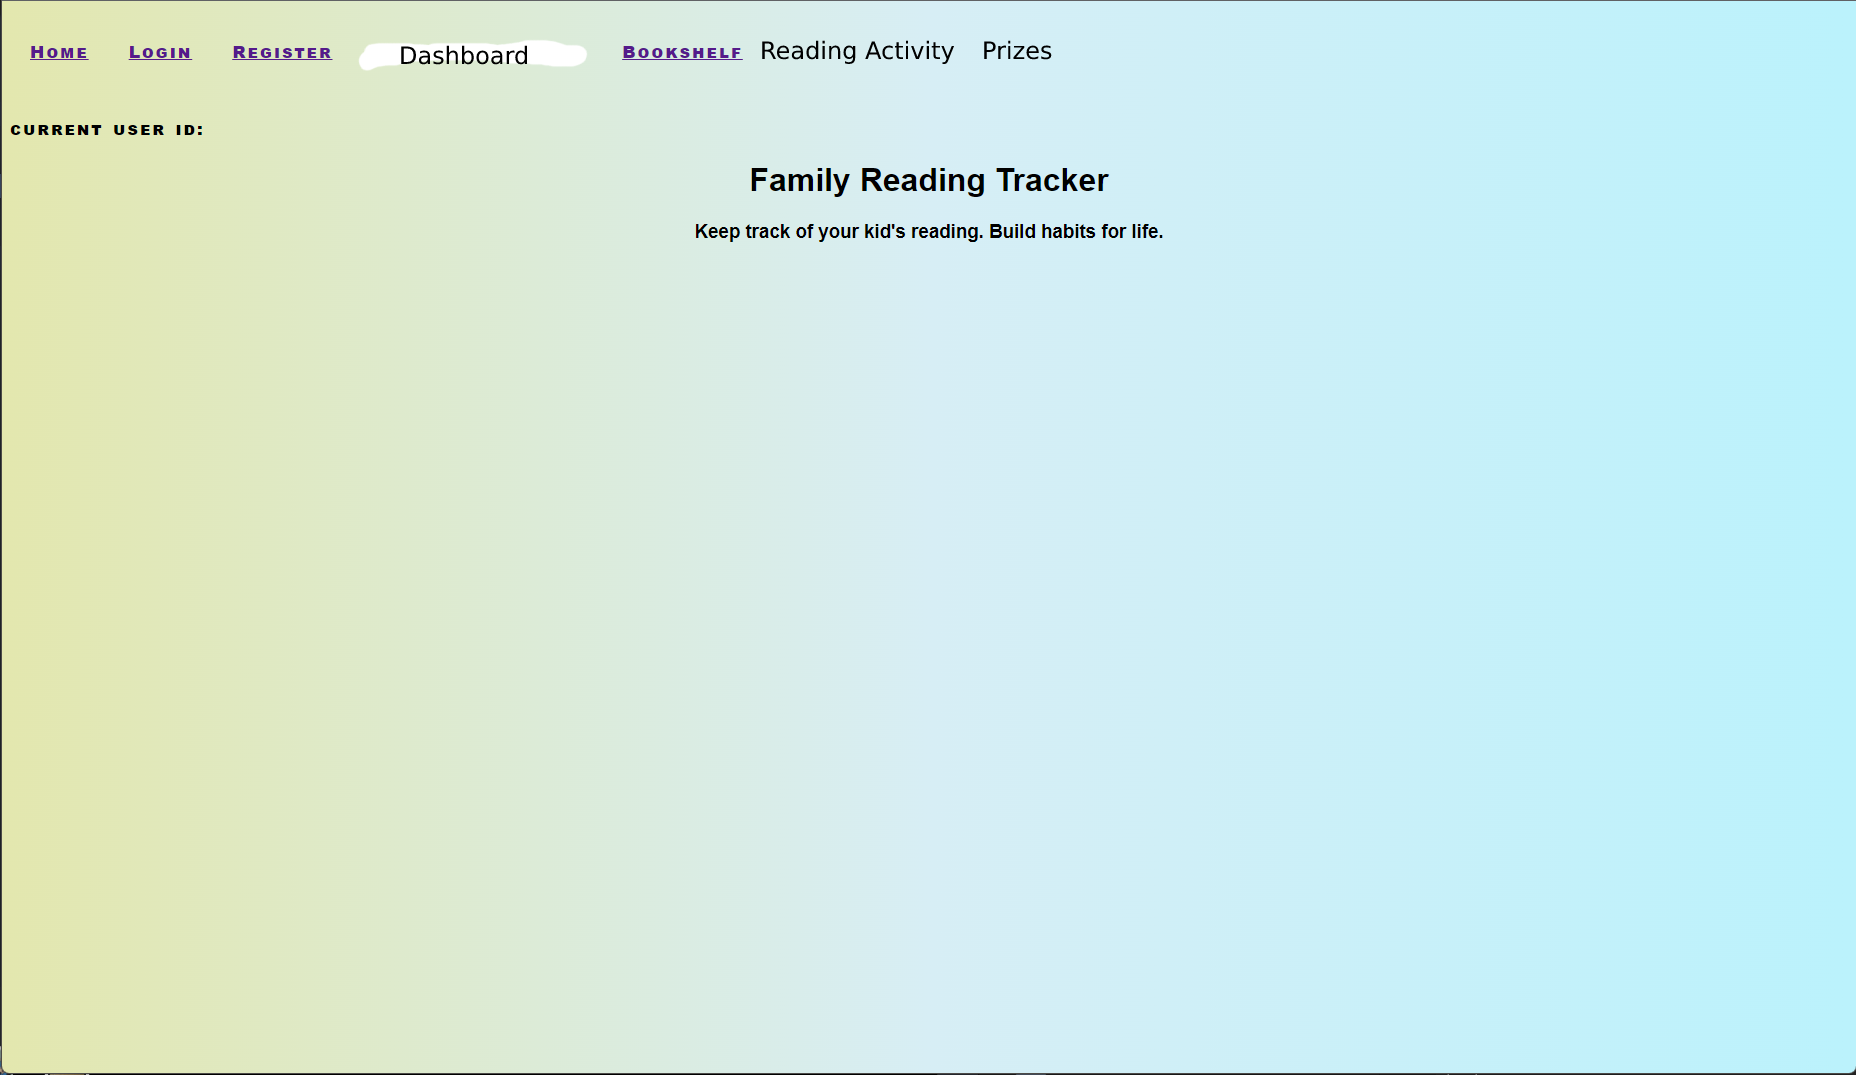 Home Login Register Dashboard Bookshelf Reading Activity Prizes
CURRENT USER ID:
Family Reading Tracker
Keep track of your kid's reading. Build habits for life.